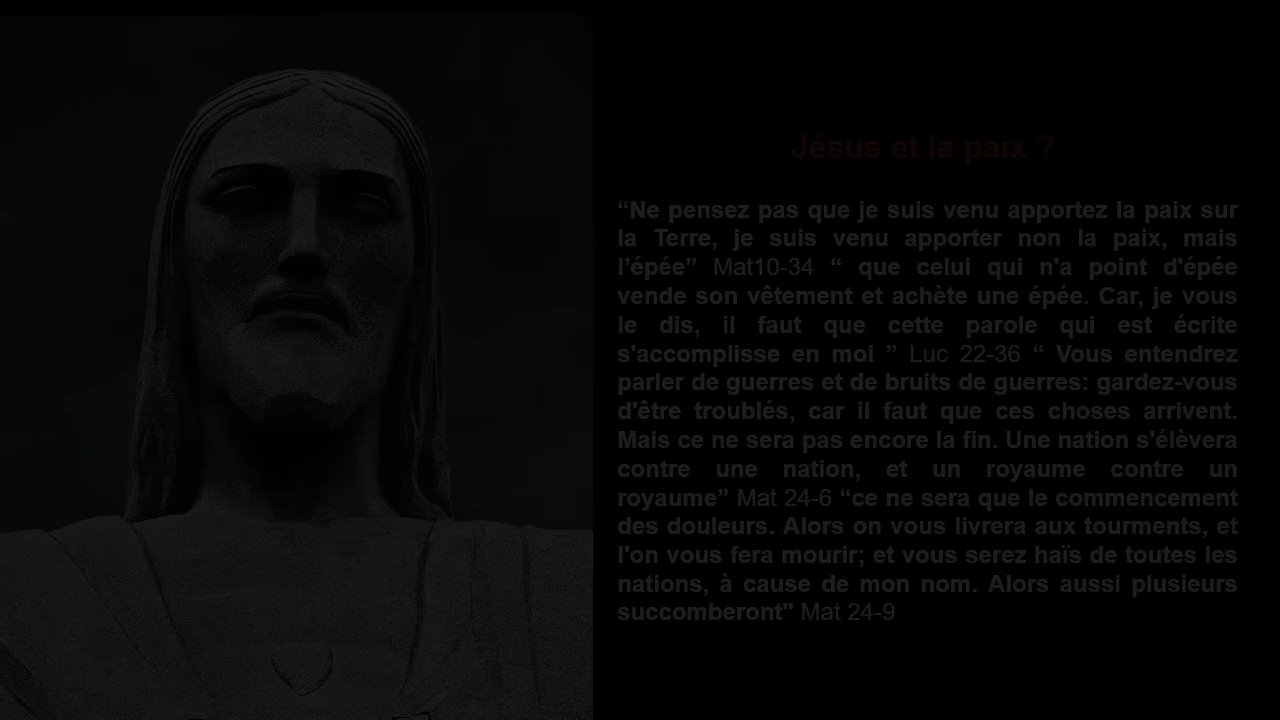 Jésus et la paix ?
“Ne pensez pas que je suis venu apportez la paix sur
la Terre, je suis venu apporter non la paix, mais
l’épée” Mat10-34 “ que celui qui n'a point d'épée
vende son vêtement et achète une épée. Car, je vous
le dis, il faut que cette parole qui est écrite
s'accomplisse en moi ” Luc 22-36 “ Vous entendrez
parler de guerres et de bruits de guerres: gardez-vous
d'être troublés, car il faut que ces choses arrivent.
Mais ce ne sera pas encore la fin. Une nation s'élèvera
contre une nation, et un royaume contre un
royaume” Mat 24-6 “ce ne sera que le commencement
des douleurs. Alors on vous livrera aux tourments, et
l'on vous fera mourir; et vous serez haïs de toutes les
nations, à cause de mon nom. Alors aussi plusieurs
succomberont" Mat 24-9